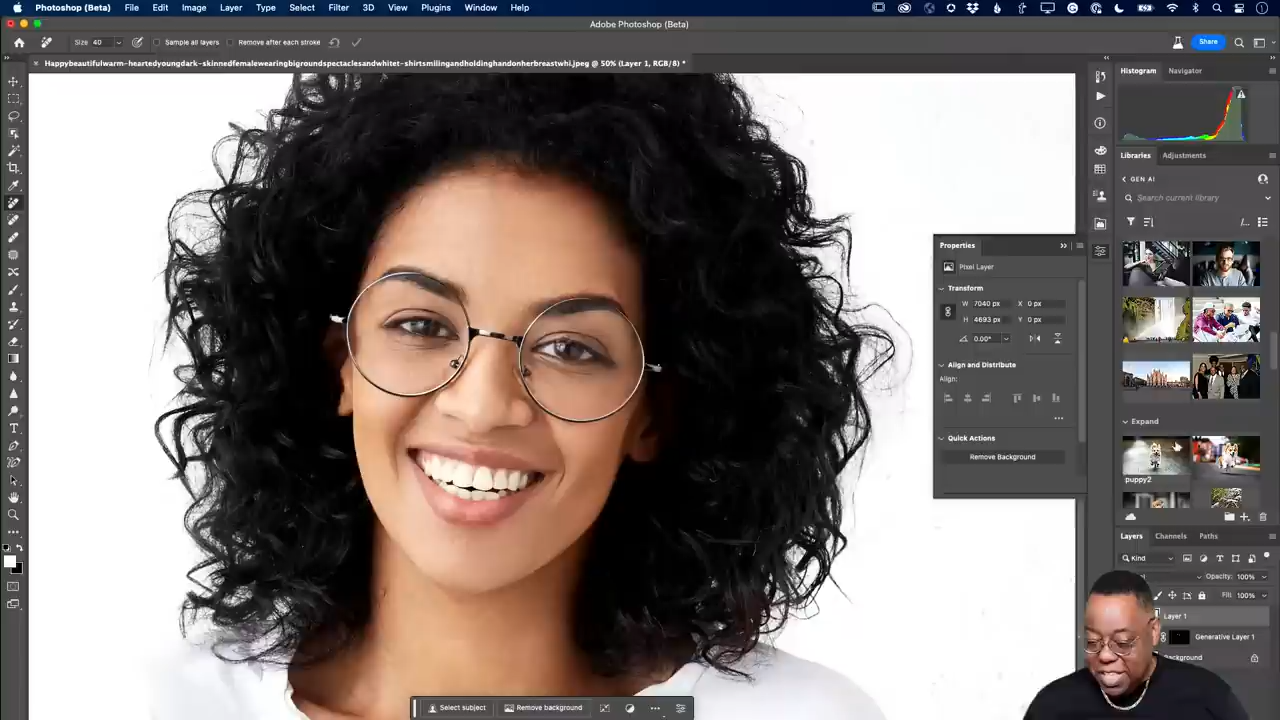 Photoshop (Beta) File Edit Image Layer Type Select Filter 3D View Plugins Window Help
Adobe Photoshop (Beta)
Size: 40 Sample all layers Remove after each stroke Share
Happybeautifulwarm-heartedyoungdark-skinnedfemalewearingbigroundspectaclesandwhitet-shirtsmilingandholdinghandonherbreastwhi.jpeg @ 50% (Layer 1, RGB/8) *
Histogram Navigator
Libraries Adjustments
GEN AI
Search current library
Properties
Pixel Layer
Transform
W 7040 px X 0 px
H 4693 px Y 0 px
0.00°
Align and Distribute
Align:
Quick Actions
Remove Background
Expand
puppy2
Layers Channels Paths
Kind
Opacity: 100%
Fill: 100%
Layer 1
Generative Layer 1
Background
Select subject Remove background